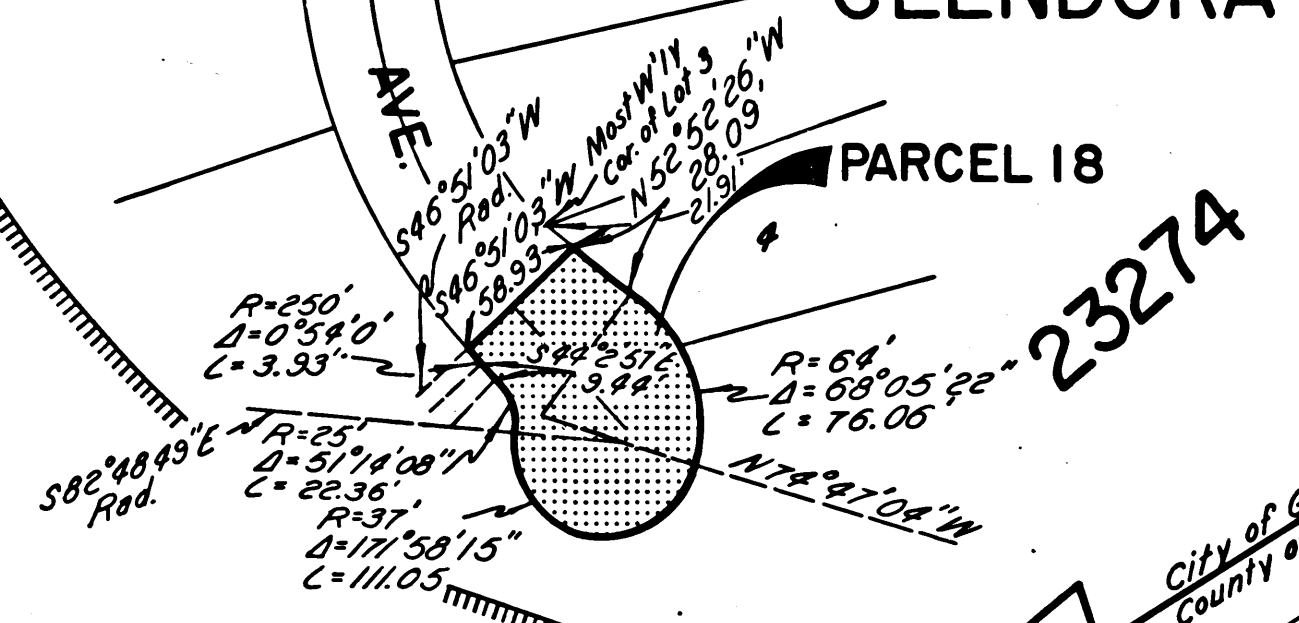 GLENDORA
AVE.
S46°51'03"W
Rad.
S46°51'03"W
58.93
Most W'ly
Cor. of Lot 3
N52°52'26"W
28.09'
21.91'
PARCEL 18
4
23274
R=250'
Δ=0°54'0'
L=3.93'
S44°2'57"E
9.44'
R=64'
Δ=68°05'22"
L=76.06'
S82°48'49"E
Rad.
R=25'
Δ=51°14'08"
L=22.36'
N74°47'04"W
R=37'
Δ=171°58'15"
L=111.05
City of G
County o